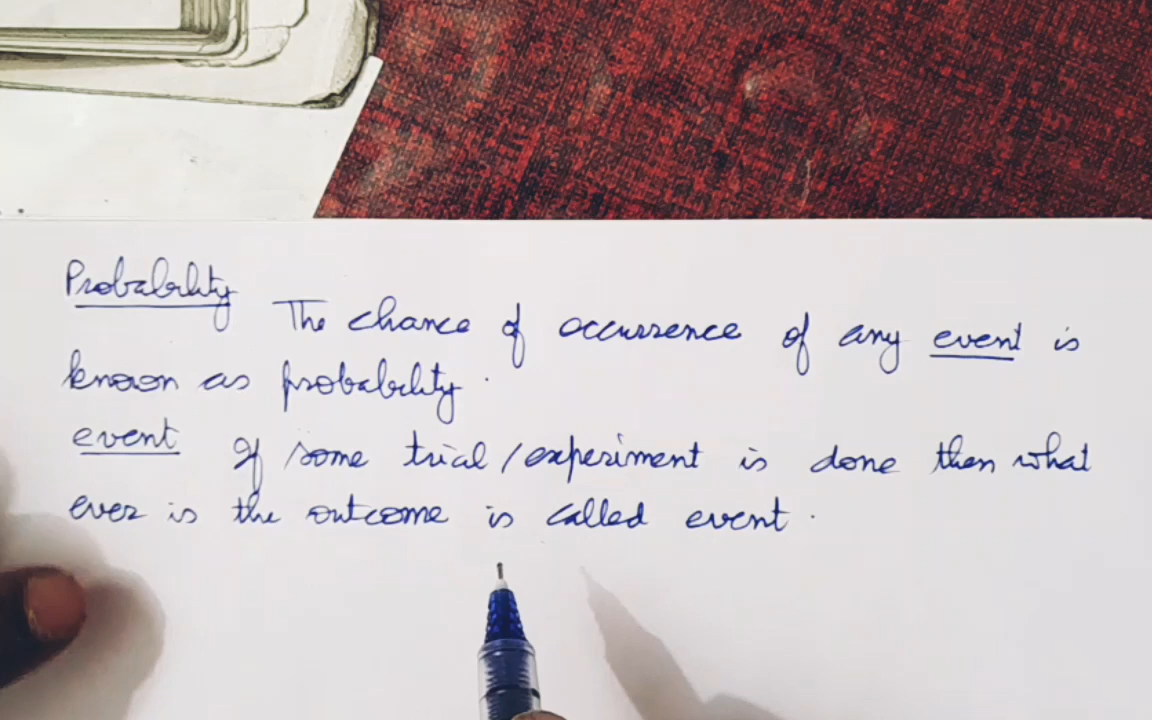 Probability The chance of occurrence of any event is
known as probability.
event If some trial/experiment is done then what
ever is the outcome is called event.